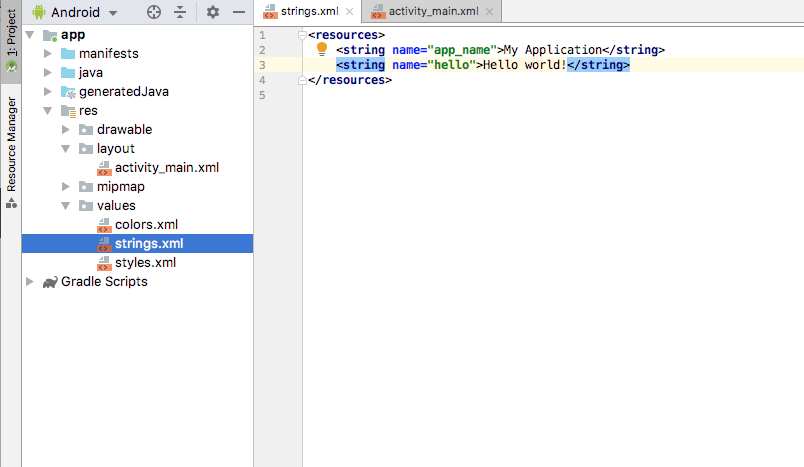 1: Project
Resource Manager
Android
app
manifests
java
generatedJava
res
drawable
layout
activity_main.xml
mipmap
values
colors.xml
strings.xml
styles.xml
Gradle Scripts
strings.xml
activity_main.xml
1 <resources>
2 <string name="app_name">My Application</string>
3 <string name="hello">Hello world!</string>
4 </resources>
5